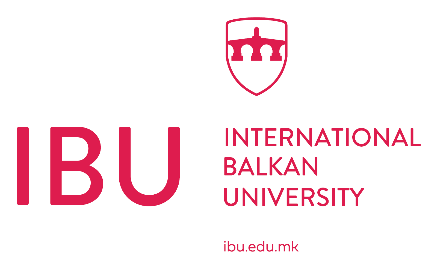 IBU
INTERNATIONAL
BALKAN
UNIVERSITY
ibu.edu.mk